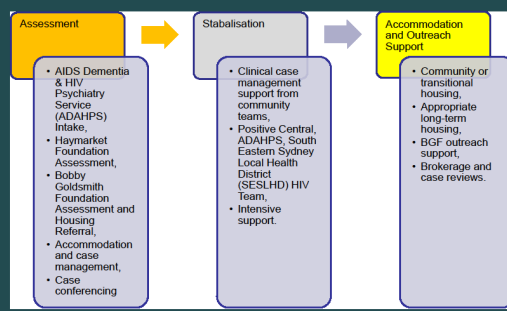 Assessment
• AIDS Dementia
& HIV
Psychiatry
Service
(ADAHPS)
Intake,
• Haymarket
Foundation
Assessment,
• Bobby
Goldsmith
Foundation
Assessment and
Housing
Referral,
• Accommodation
and case
management,
• Case
conferencing
Stabalisation
• Clinical case
management
support from
community
teams,
• Positive Central,
ADAHPS, South
Eastern Sydney
Local Health
District
(SESLHD) HIV
Team,
• Intensive
support.
Accommodation
and Outreach
Support
• Community or
transitional
housing,
• Appropriate
long-term
housing,
• BGF outreach
support,
• Brokerage and
case reviews.